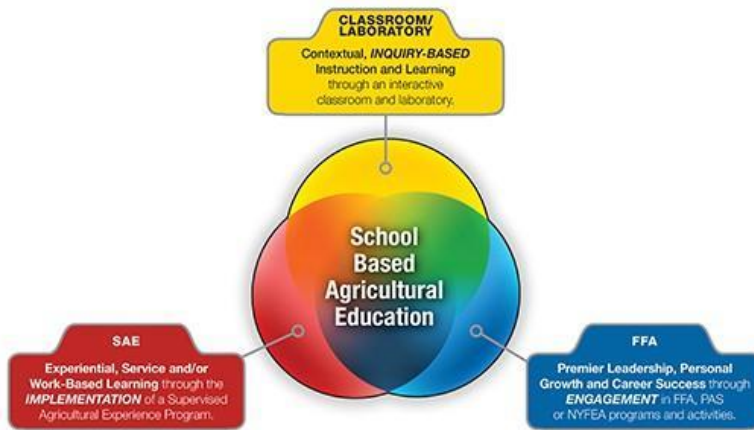 CLASSROOM/
LABORATORY
Contextual, INQUIRY-BASED
Instruction and Learning
through an interactive
classroom and laboratory.
School
Based
Agricultural
Education
SAE
Experiential, Service and/or
Work-Based Learning through the
IMPLEMENTATION of a Supervised
Agricultural Experience Program.
FFA
Premier Leadership, Personal
Growth and Career Success through
ENGAGEMENT in FFA, PAS
or NYFEA programs and activities.